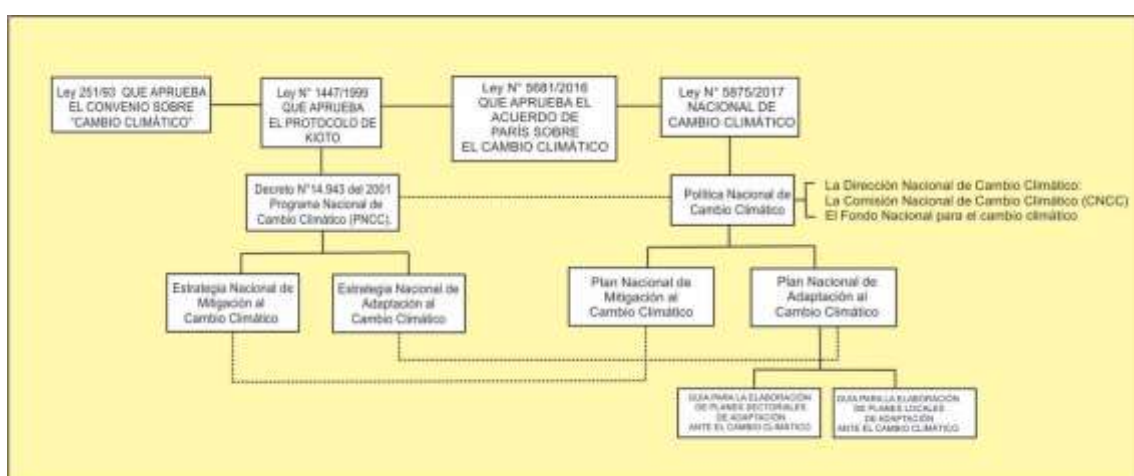 Ley 251/93 QUE APRUEBA
EL CONVENIO SOBRE
"CAMBIO CLIMÁTICO"
Ley N° 1447/1999
QUE APRUEBA
EL PROTOCOLO DE
KIOTO.
Ley N° 5681/2016
QUE APRUEBA EL
ACUERDO DE
PARÍS SOBRE
EL CAMBIO CLIMÁTICO
Ley N° 5875/2017
NACIONAL DE
CAMBIO CLIMÁTICO
Decreto N°14.943 del 2001
Programa Nacional de
Cambio Climático (PNCC).
Política Nacional de
Cambio Climático
La Dirección Nacional de Cambio Climático:
La Comisión Nacional de Cambio Climático (CNCC)
El Fondo Nacional para el cambio climático
Estrategia Nacional de
Mitigación al
Cambio Climático
Estrategia Nacional de
Adaptación al
Cambio Climático
Plan Nacional de
Mitigación al
Cambio Climático
Plan Nacional de
Adaptación al
Cambio Climático
GUIA PARA LA ELABORACIÓN
DE PLANES SECTORIALES
DE ADAPTACIÓN
ANTE EL CAMBIO CLIMÁTICO
GUIA PARA LA ELABORACIÓN
DE PLANES LOCALES
DE ADAPTACIÓN
ANTE EL CAMBIO CLIMÁTICO